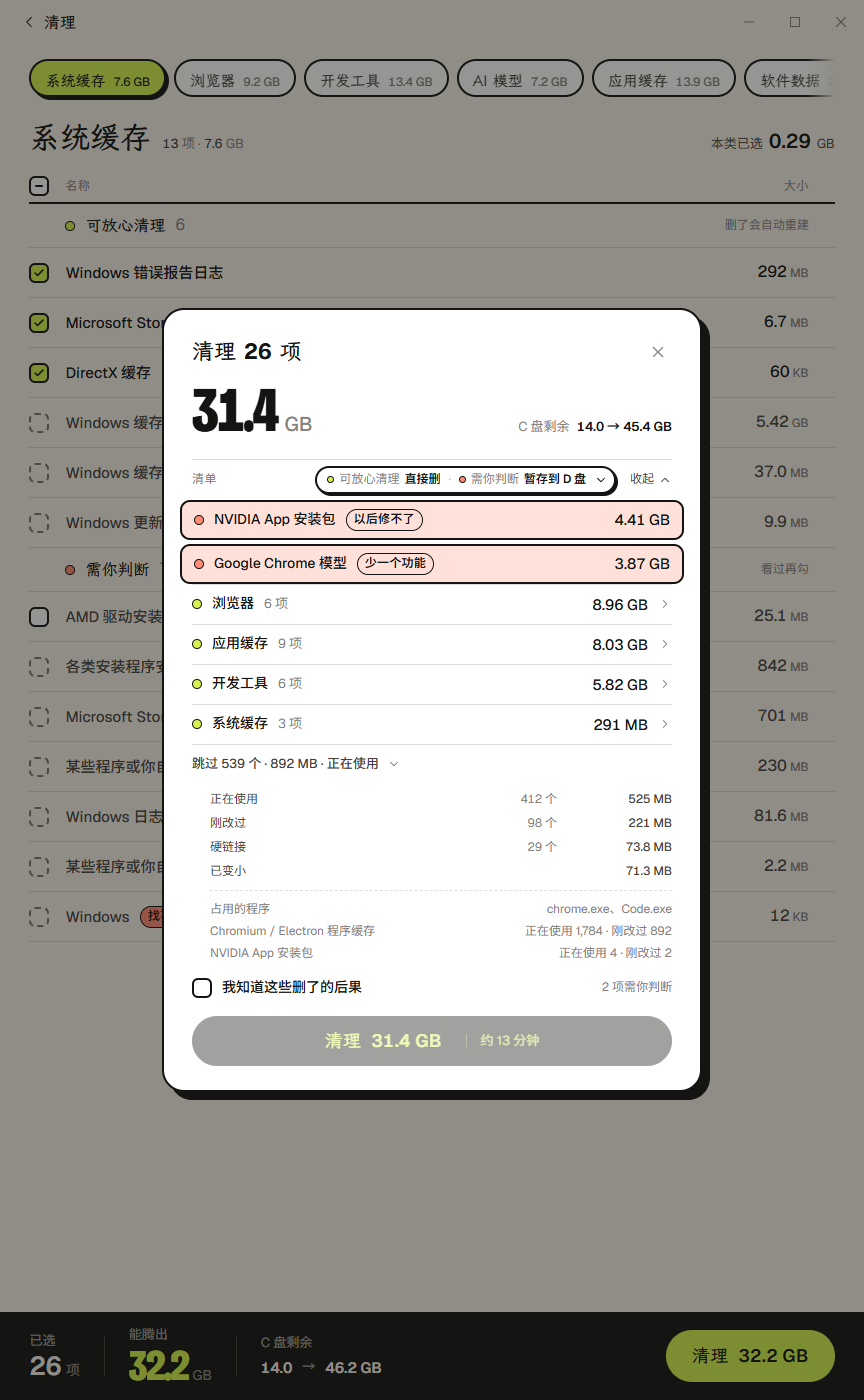 清理
系统缓存 7.6 GB 浏览器 9.2 GB 开发工具 13.4 GB AI 模型 7.2 GB 应用缓存 13.9 GB 软件数据
系统缓存 13 项 · 7.6 GB 本类已选 0.29 GB
名称 大小
可放心清理 6 删了会自动重建
Windows 错误报告日志 292 MB
Microsoft Stor 6.7 MB
DirectX 缓存 60 KB
Windows 缓存 5.42 GB
Windows 缓存 37.0 MB
Windows 更新 9.9 MB
需你判断 看过再勾
AMD 驱动安装 25.1 MB
各类安装程序安 842 MB
Microsoft Stor 701 MB
某些程序或你自 230 MB
Windows 日志 81.6 MB
某些程序或你自 2.2 MB
Windows 找 12 KB
清理 26 项
31.4 GB C 盘剩余 14.0 → 45.4 GB
清单 可放心清理 直接删 · 需你判断 暂存到 D 盘 收起
NVIDIA App 安装包 以后修不了 4.41 GB
Google Chrome 模型 少一个功能 3.87 GB
浏览器 6 项 8.96 GB
应用缓存 9 项 8.03 GB
开发工具 6 项 5.82 GB
系统缓存 3 项 291 MB
跳过 539 个 · 892 MB · 正在使用
正在使用 412 个 525 MB
刚改过 98 个 221 MB
硬链接 29 个 73.8 MB
已变小 71.3 MB
占用的程序 chrome.exe、Code.exe
Chromium / Electron 程序缓存 正在使用 1,784 · 刚改过 892
NVIDIA App 安装包 正在使用 4 · 刚改过 2
我知道这些删了的后果 2 项需你判断
清理 31.4 GB 约 13 分钟
已选 能腾出 C 盘剩余
26 项 32.2 GB 14.0 → 46.2 GB 清理 32.2 GB